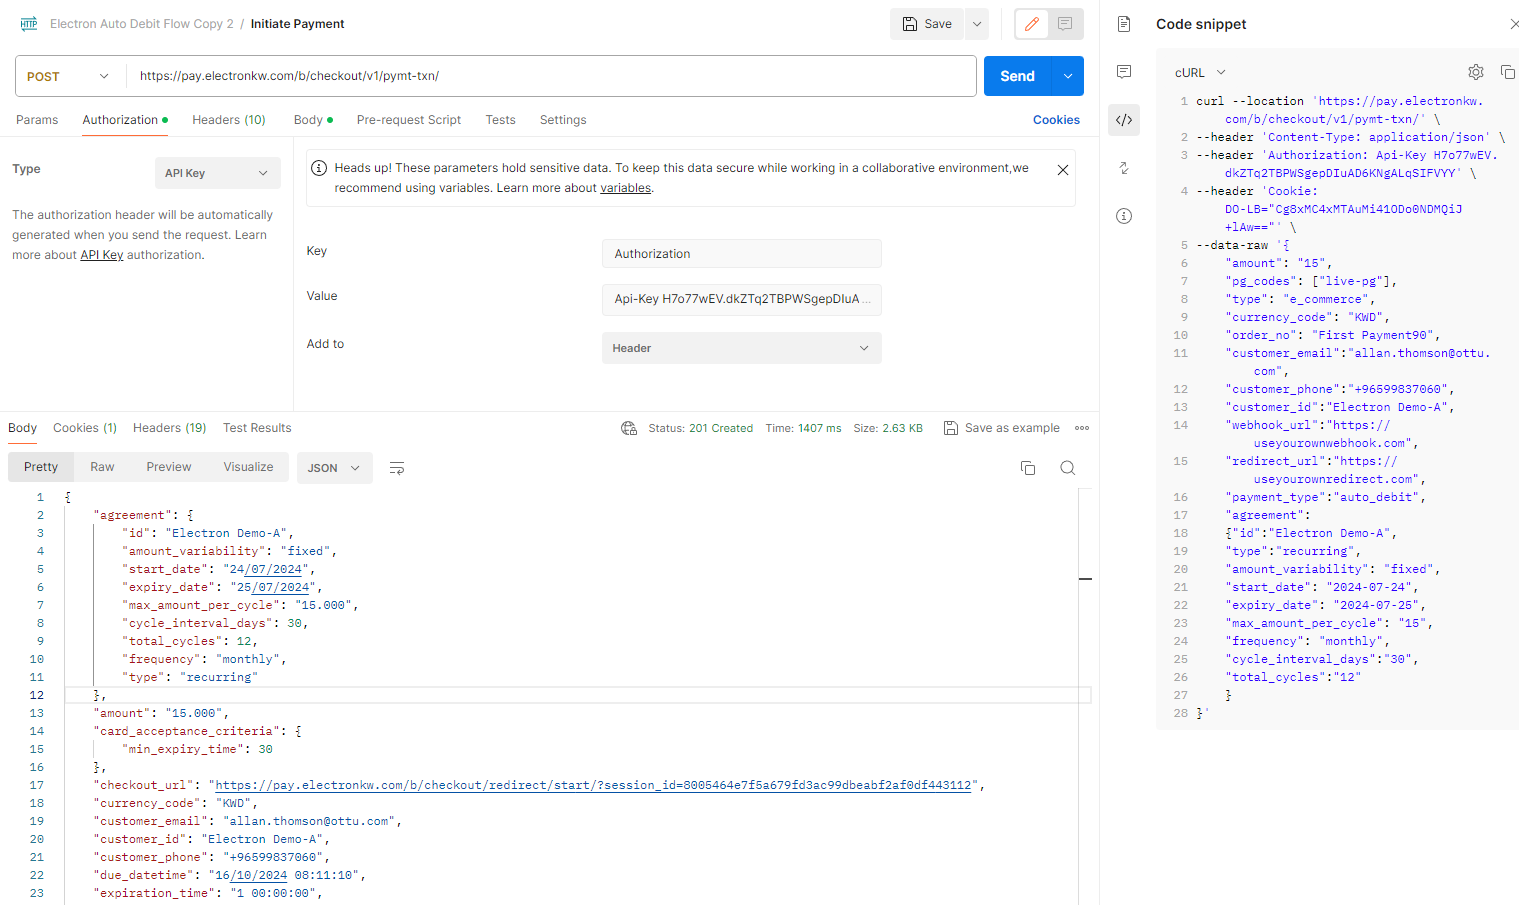 HTTP Electron Auto Debit Flow Copy 2 / Initiate Payment
Save
POST
https://pay.electronkw.com/b/checkout/v1/pymt-txn/
Send
Params Authorization Headers (10) Body Pre-request Script Tests Settings Cookies
Type
API Key
The authorization header will be automatically
generated when you send the request. Learn
more about API Key authorization.
Heads up! These parameters hold sensitive data. To keep this data secure while working in a collaborative environment,we
recommend using variables. Learn more about variables.
Key
Authorization
Value
Api-Key H7o77wEV.dkZTq2TBPWSgepDIuA ...
Add to
Header
Body Cookies (1) Headers (19) Test Results
Status: 201 Created Time: 1407 ms Size: 2.63 KB Save as example
Pretty Raw Preview Visualize JSON
1 {
2 "agreement": {
3 "id": "Electron Demo-A",
4 "amount_variability": "fixed",
5 "start_date": "24/07/2024",
6 "expiry_date": "25/07/2024",
7 "max_amount_per_cycle": "15.000",
8 "cycle_interval_days": 30,
9 "total_cycles": 12,
10 "frequency": "monthly",
11 "type": "recurring"
12 },
13 "amount": "15.000",
14 "card_acceptance_criteria": {
15 "min_expiry_time": 30
16 },
17 "checkout_url": "https://pay.electronkw.com/b/checkout/redirect/start/?session_id=8005464e7f5a679fd3ac99dbeabf2af0df443112",
18 "currency_code": "KWD",
19 "customer_email": "allan.thomson@ottu.com",
20 "customer_id": "Electron Demo-A",
21 "customer_phone": "+96599837060",
22 "due_datetime": "16/10/2024 08:11:10",
23 "expiration_time": "1 00:00:00",
Code snippet
cURL
1 curl --location 'https://pay.electronkw.
com/b/checkout/v1/pymt-txn/' \
2 --header 'Content-Type: application/json' \
3 --header 'Authorization: Api-Key H7o77wEV.
dkZTq2TBPWSgepDIuAD6KNgALqSIFVYY' \
4 --header 'Cookie:
DO-LB="Cg8xMC4xMTAuMi41ODo0NDMQiJ
+lAw=="' \
5 --data-raw '{
6 "amount": "15",
7 "pg_codes": ["live-pg"],
8 "type": "e_commerce",
9 "currency_code": "KWD",
10 "order_no": "First Payment90",
11 "customer_email":"allan.thomson@ottu.
com",
12 "customer_phone":"+96599837060",
13 "customer_id":"Electron Demo-A",
14 "webhook_url":"https://
useyourownwebhook.com",
15 "redirect_url":"https://
useyourownredirect.com",
16 "payment_type":"auto_debit",
17 "agreement":
18 {"id":"Electron Demo-A",
19 "type":"recurring",
20 "amount_variability": "fixed",
21 "start_date": "2024-07-24",
22 "expiry_date": "2024-07-25",
23 "max_amount_per_cycle": "15",
24 "frequency": "monthly",
25 "cycle_interval_days":"30",
26 "total_cycles":"12"
27 }
28 }'